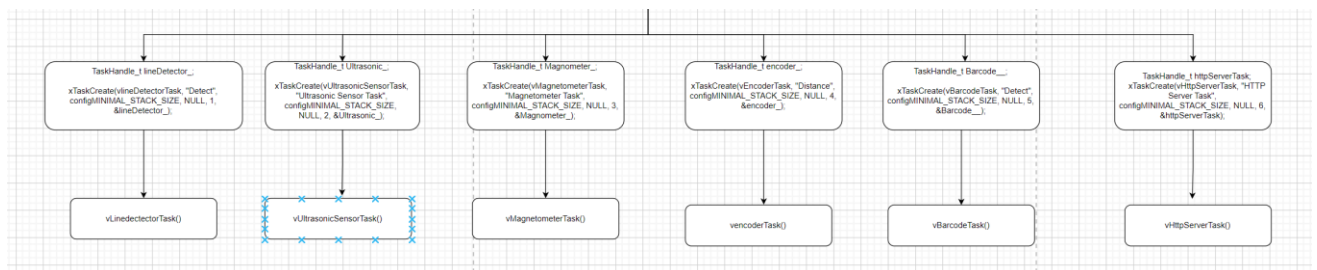 TaskHandle_t lineDetector_;
xTaskCreate(vlineDetectorTask, "Detect",
configMINIMAL_STACK_SIZE, NULL, 1,
&lineDetector_);
TaskHandle_t Ultrasonic_;
xTaskCreate(vUltrasonicSensorTask,
"Ultrasonic Sensor Task",
configMINIMAL_STACK_SIZE,
NULL, 2, &Ultrasonic_);
TaskHandle_t Magnometer_;
xTaskCreate(vMagnetometerTask,
"Magnometer Task",
configMINIMAL_STACK_SIZE, NULL, 3,
&Magnometer_);
TaskHandle_t encoder_;
xTaskCreate(vEncoderTask, "Distance",
configMINIMAL_STACK_SIZE, NULL, 4,
&encoder_);
TaskHandle_t Barcode__;
xTaskCreate(vBarcodeTask, "Detect",
configMINIMAL_STACK_SIZE, NULL, 5,
&Barcode__);
TaskHandle_t httpServerTask;
xTaskCreate(vHttpServerTask, "HTTP
Server Task",
configMINIMAL_STACK_SIZE, NULL, 6,
&httpServerTask);
vLinedectectorTask()
vUltrasonicSensorTask()
vMagnetometerTask()
vencoderTask()
vBarcodeTask()
vHttpServerTask()